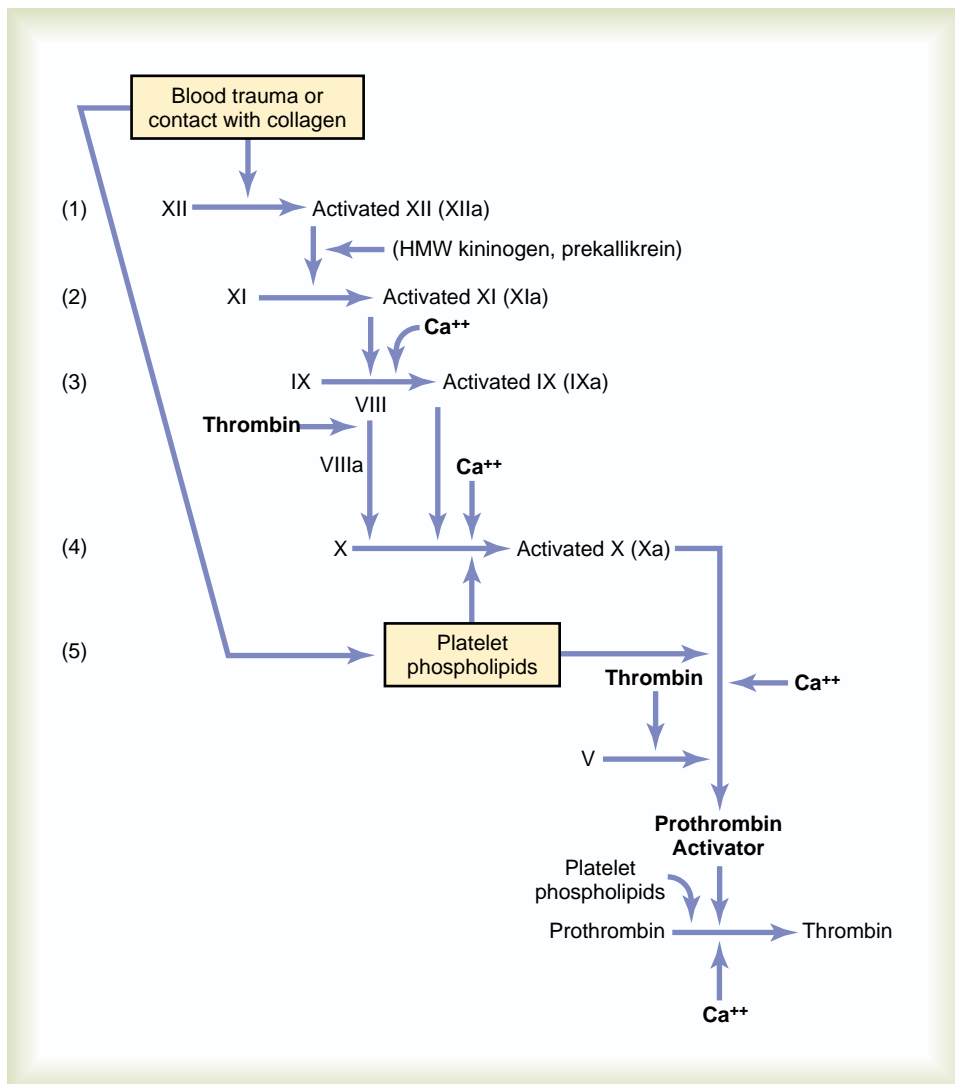 Blood trauma or
contact with collagen
(1) XII Activated XII (XIIa)
(HMW kininogen, prekallikrein)
(2) XI Activated XI (XIa)
Ca++
(3) IX Activated IX (IXa)
VIII
Thrombin
VIIIa
Ca++
(4) X Activated X (Xa)
(5)
Platelet
phospholipids
Thrombin
Ca++
V
Prothrombin
Activator
Platelet
phospholipids
Prothrombin Thrombin
Ca++